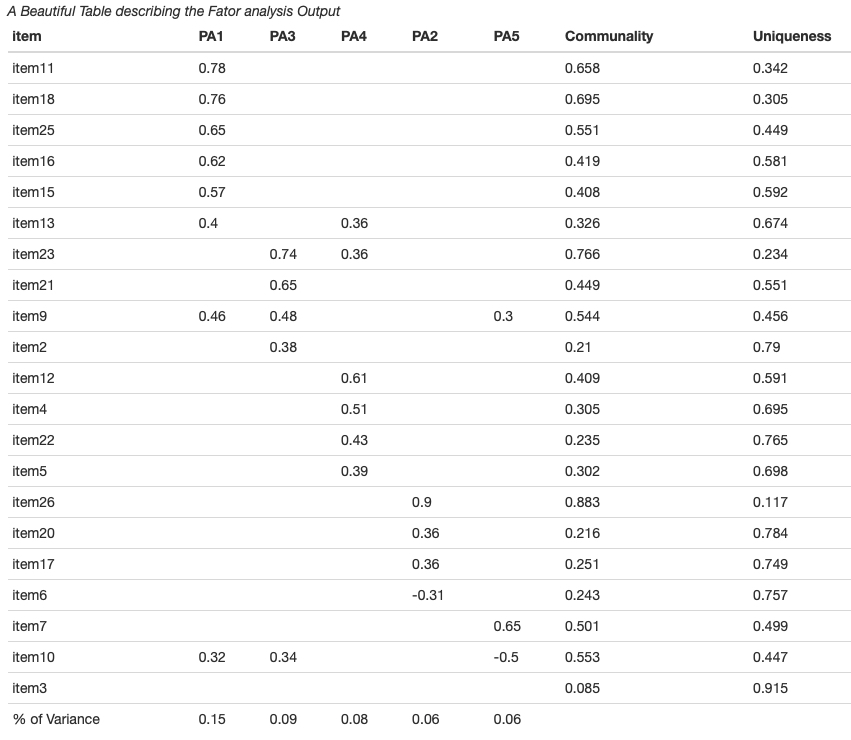 A Beautiful Table describing the Fator analysis Output
item PA1 PA3 PA4 PA2 PA5 Communality Uniqueness
item11 0.78 0.658 0.342
item18 0.76 0.695 0.305
item25 0.65 0.551 0.449
item16 0.62 0.419 0.581
item15 0.57 0.408 0.592
item13 0.4 0.36 0.326 0.674
item23 0.74 0.36 0.766 0.234
item21 0.65 0.449 0.551
item9 0.46 0.48 0.3 0.544 0.456
item2 0.38 0.21 0.79
item12 0.61 0.409 0.591
item4 0.51 0.305 0.695
item22 0.43 0.235 0.765
item5 0.39 0.302 0.698
item26 0.9 0.883 0.117
item20 0.36 0.216 0.784
item17 0.36 0.251 0.749
item6 -0.31 0.243 0.757
item7 0.65 0.501 0.499
item10 0.32 0.34 -0.5 0.553 0.447
item3 0.085 0.915
% of Variance 0.15 0.09 0.08 0.06 0.06